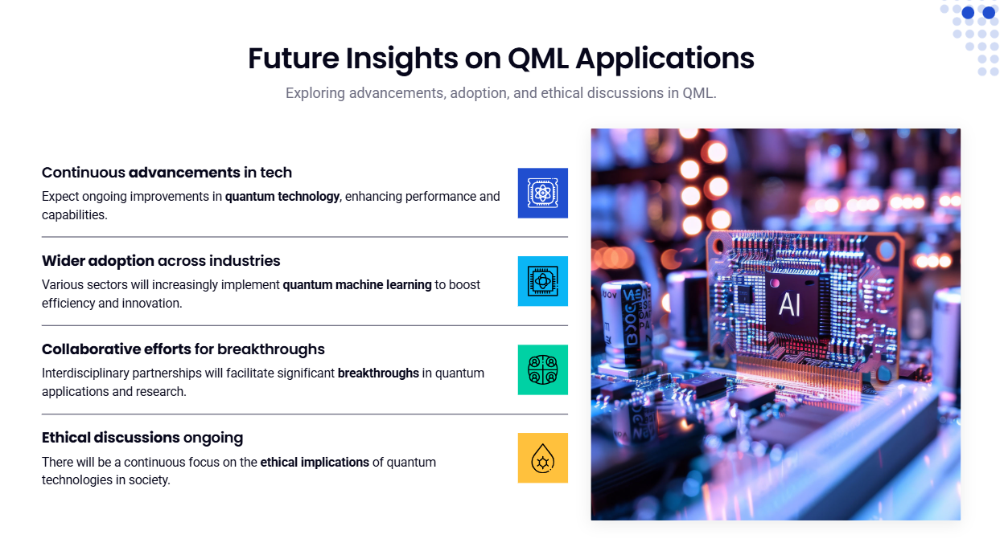 Future Insights on QML Applications
Exploring advancements, adoption, and ethical discussions in QML.
Continuous advancements in tech
Expect ongoing improvements in quantum technology, enhancing performance and
capabilities.
Wider adoption across industries
Various sectors will increasingly implement quantum machine learning to boost
efficiency and innovation.
Collaborative efforts for breakthroughs
Interdisciplinary partnerships will facilitate significant breakthroughs in quantum
applications and research.
Ethical discussions ongoing
There will be a continuous focus on the ethical implications of quantum
technologies in society.
AI